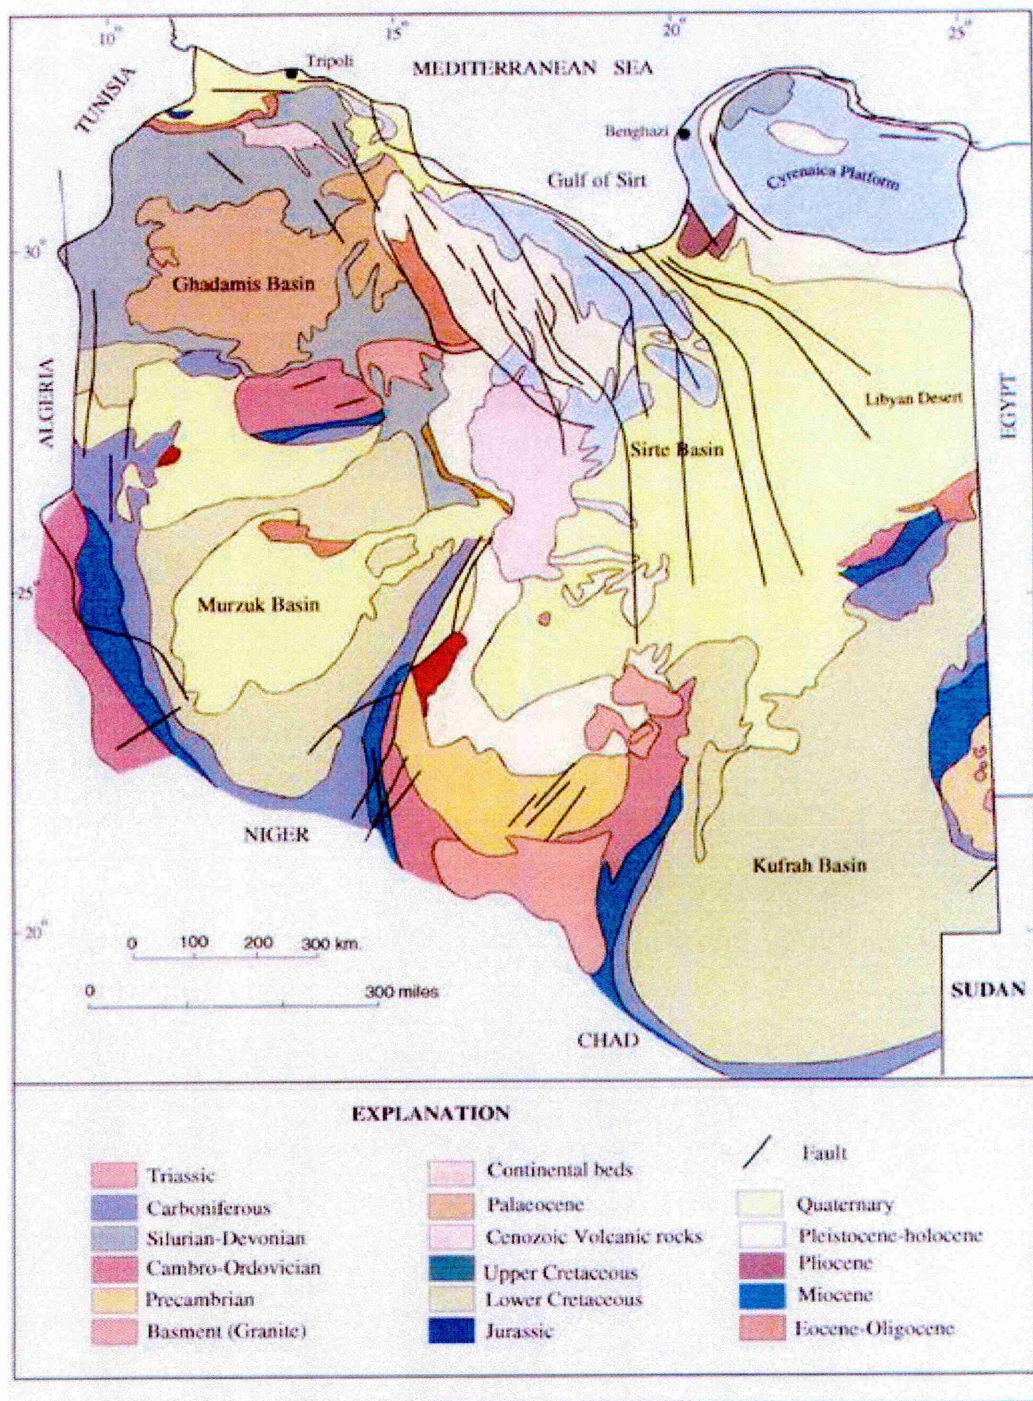 10°
15°
20°
25°
Tripoli
MEDITERRANEAN SEA
TUNISIA
Benghazi
Gulf of Sirt
Cyrenaica Platform
30°
Ghadamis Basin
ALGERIA
Libyan Desert
EGYPT
Sirte Basin
25°
Murzuk Basin
NIGER
Kufrah Basin
20°
0 100 200 300 km.
0 300 miles
SUDAN
CHAD
EXPLANATION
Triassic
Carboniferous
Silurian-Devonian
Cambro-Ordovician
Precambrian
Basment (Granite)
Continental beds
Palaeocene
Cenozoic Volcanic rocks
Upper Cretaceous
Lower Cretaceous
Jurassic
Fault
Quaternary
Pleistocene-holocene
Pliocene
Miocene
Eocene-Oligocene